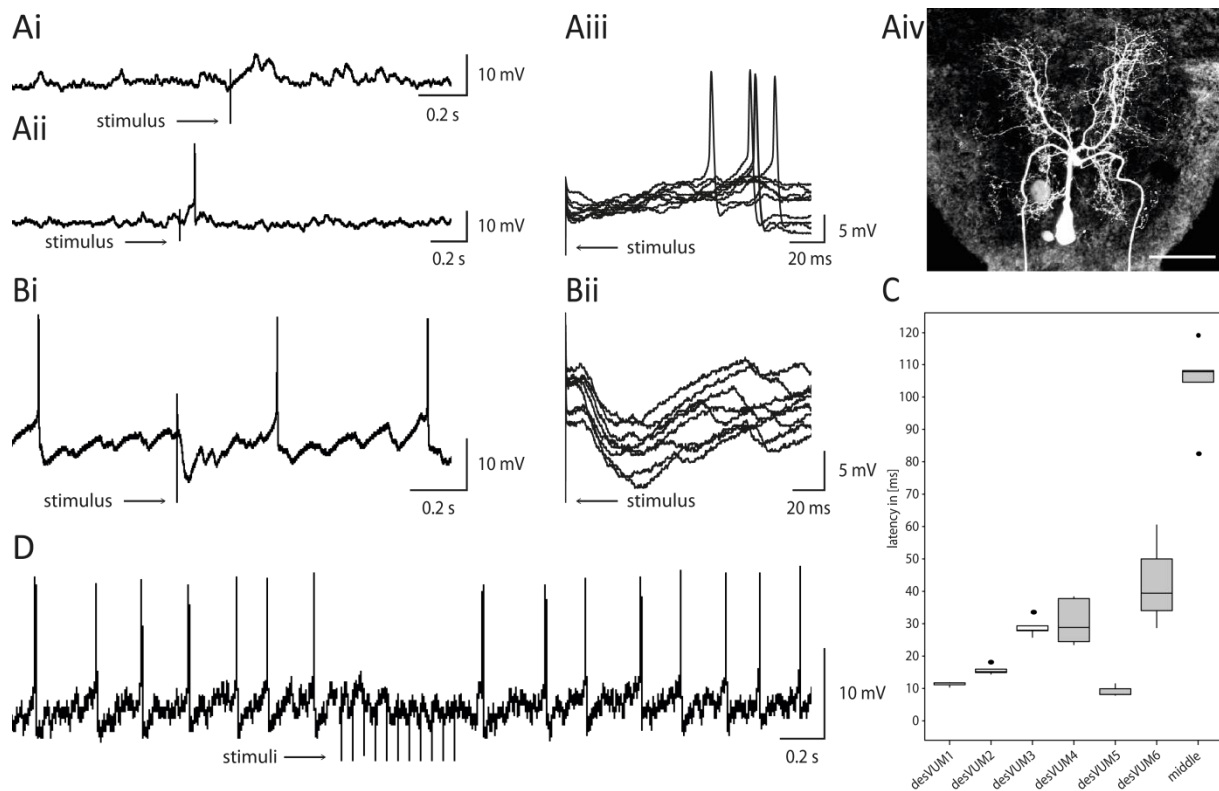 Ai
10 mV
0.2 s
stimulus
Aii
10 mV
0.2 s
stimulus
Aiii
5 mV
20 ms
stimulus
Aiv
Bi
10 mV
0.2 s
stimulus
Bii
5 mV
20 ms
stimulus
C
latency in [ms]
120
110
100
90
80
70
60
50
40
30
20
10
0
desVUM1
desVUM2
desVUM3
desVUM4
desVUM5
desVUM6
middle
D
10 mV
0.2 s
stimuli